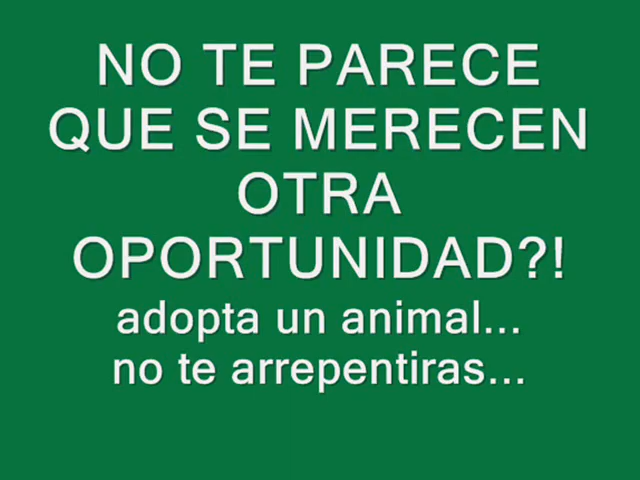 NO TE PARECE
QUE SE MERECEN
OTRA
OPORTUNIDAD?!
adopta un animal...
no te arrepentiras...